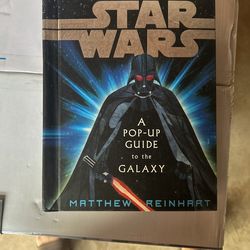 STAR
WARS
A
POP-UP
GUIDE
to the
GALAXY
MATTHEW REINHART